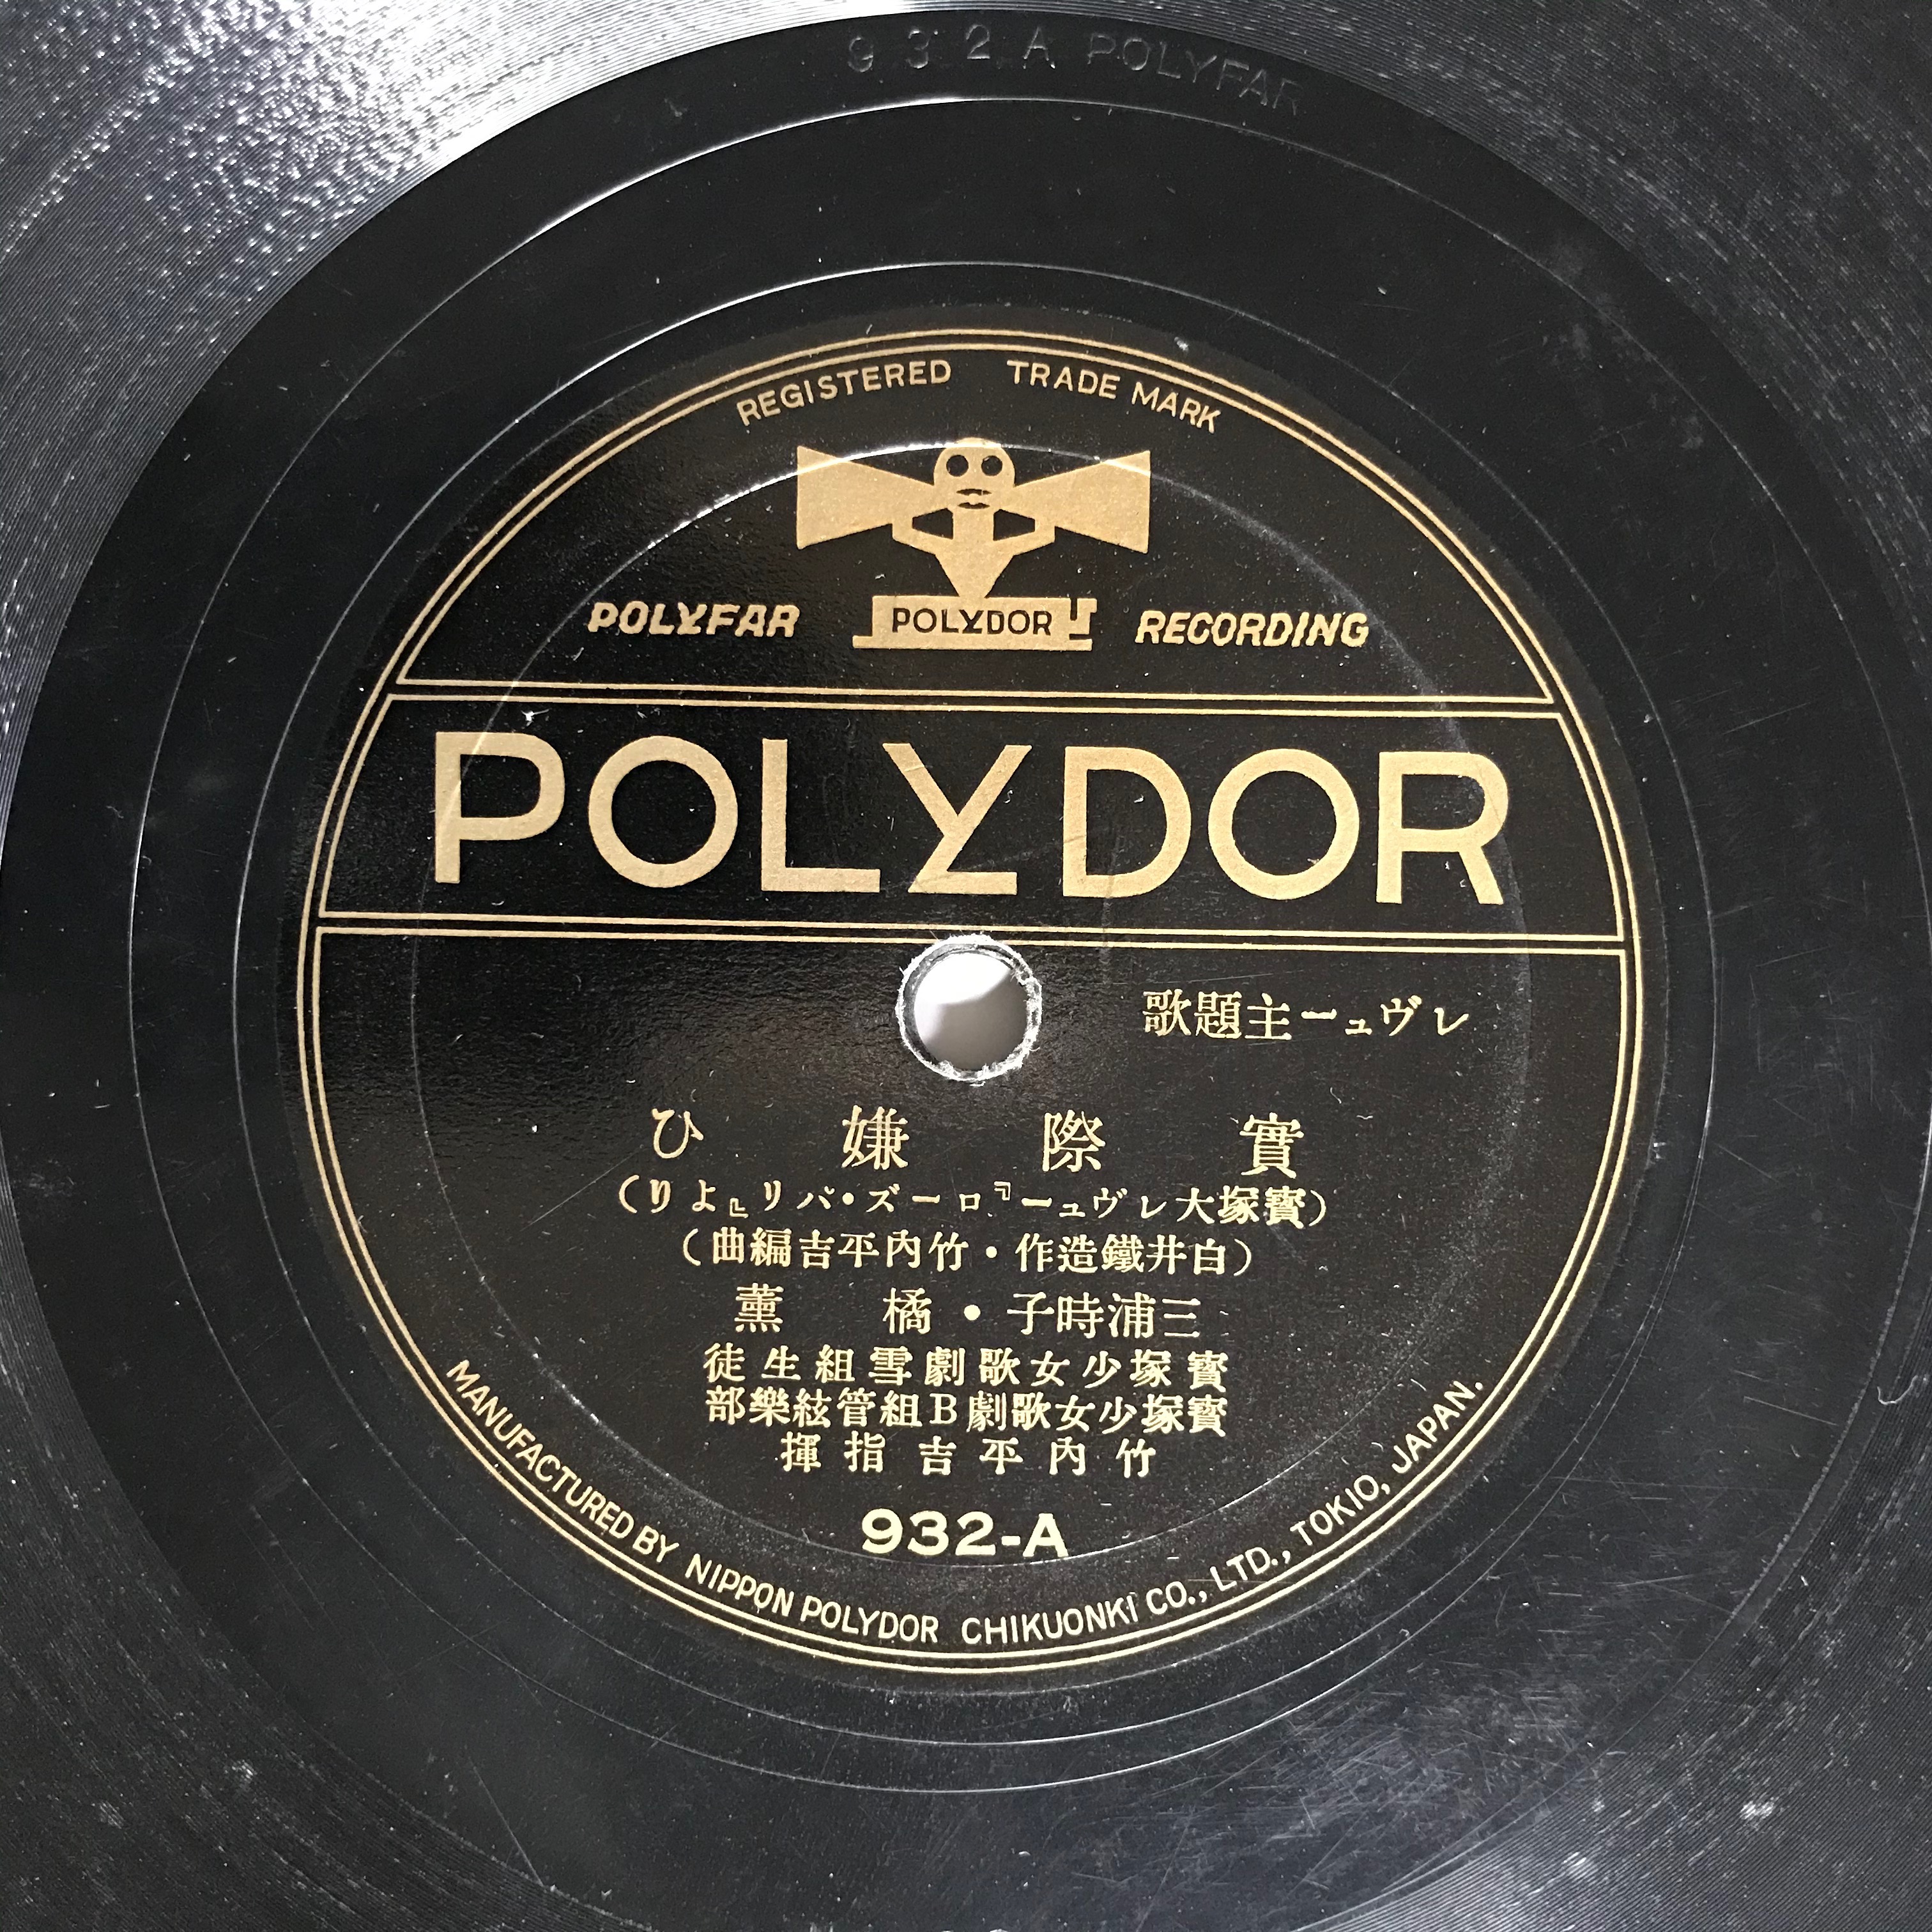 932A POLYFAR
REGISTERED TRADE MARK
POLYFAR POLYDOR RECORDING
POLYDOR
レヴュー主題歌
實際嫌ひ
(寶塚大レヴュー『ローズ・パリ』より)
(白井鐵造作・竹内平吉編曲)
三浦時子・橘薫
寶塚少女歌劇雪組生徒
寶塚少女歌劇B組管絃樂部
竹内平吉指揮
932-A
MANUFACTURED BY NIPPON POLYDOR CHIKUONKI CO., LTD., TOKIO, JAPAN.